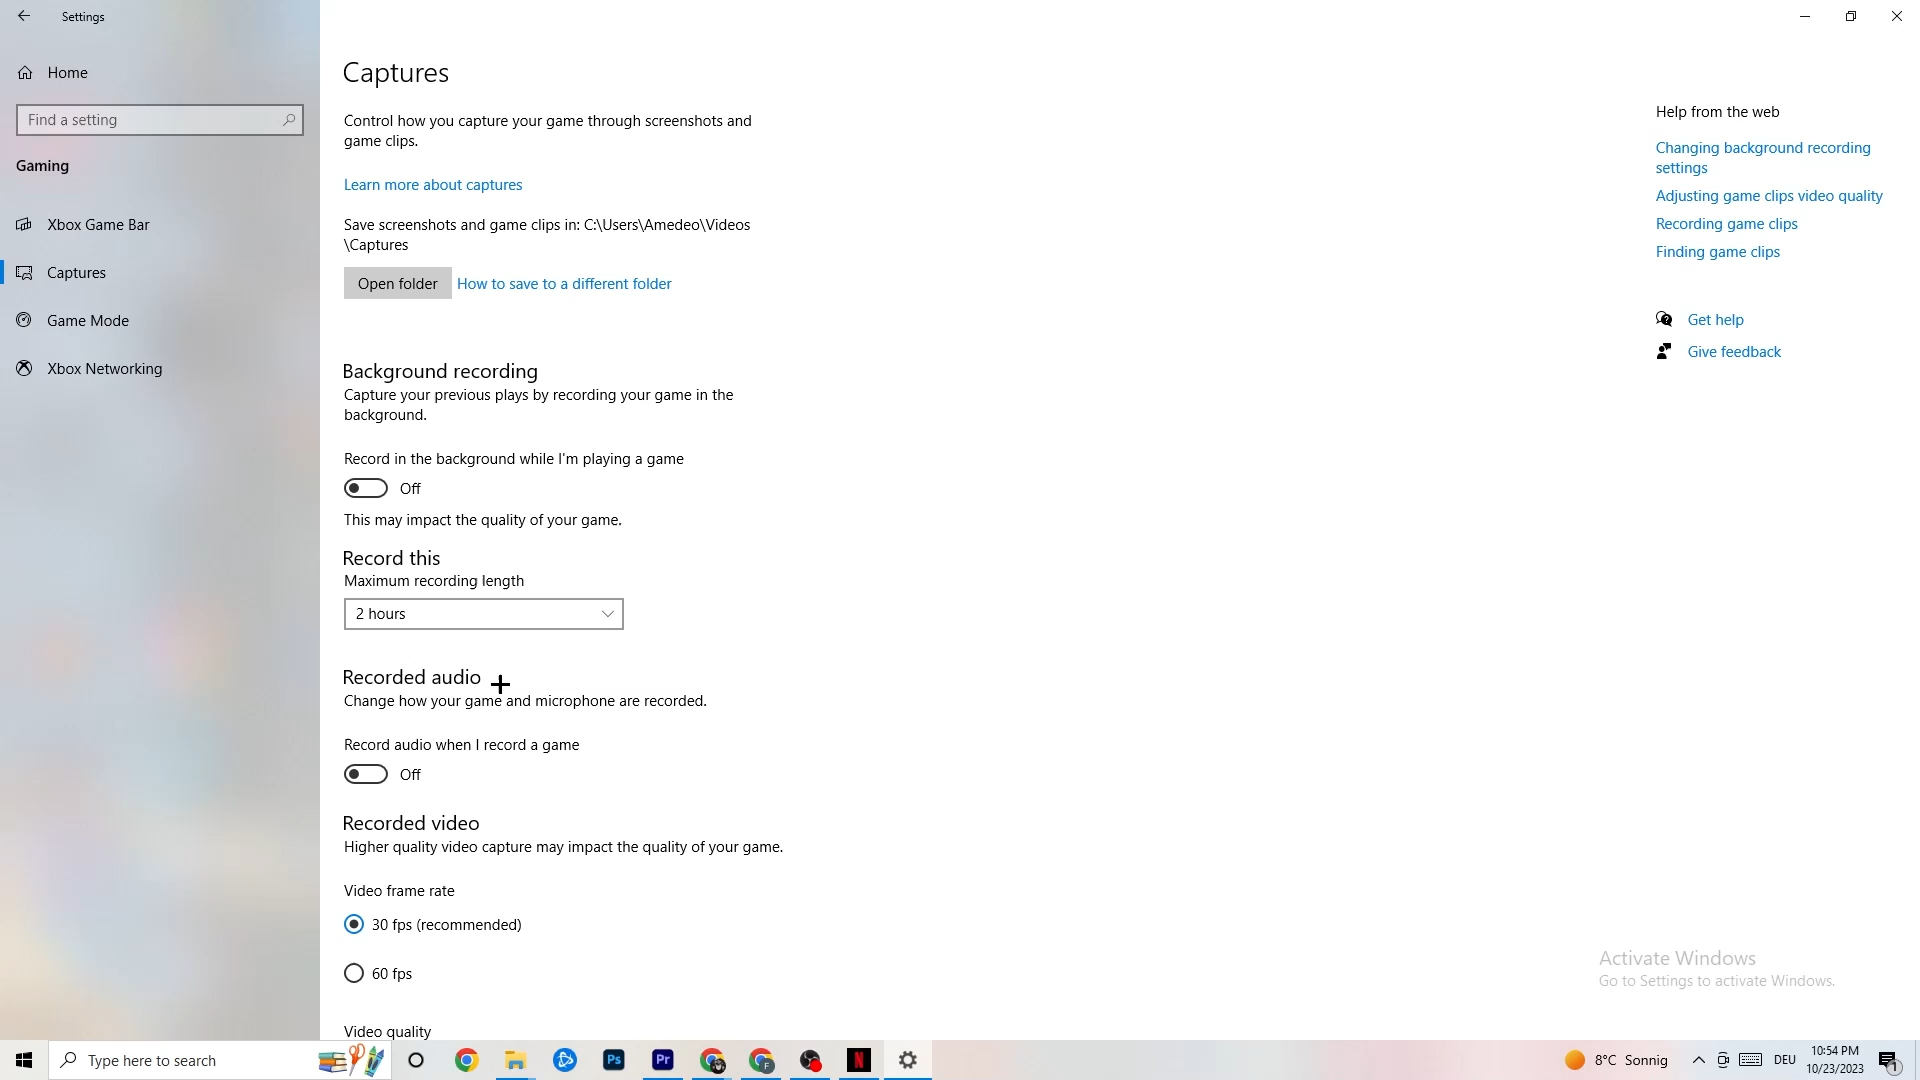 Settings
Home
Find a setting
Gaming
Xbox Game Bar
Captures
Game Mode
Xbox Networking
Captures
Control how you capture your game through screenshots and
game clips.
Learn more about captures
Save screenshots and game clips in: C:\Users\Amedeo\Videos
\Captures
Open folder
How to save to a different folder
Background recording
Capture your previous plays by recording your game in the
background.
Record in the background while I'm playing a game
Off
This may impact the quality of your game.
Record this
Maximum recording length
2 hours
Recorded audio
Change how your game and microphone are recorded.
Record audio when I record a game
Off
Recorded video
Higher quality video capture may impact the quality of your game.
Video frame rate
30 fps (recommended)
60 fps
Video quality
Help from the web
Changing background recording
settings
Adjusting game clips video quality
Recording game clips
Finding game clips
Get help
Give feedback
Activate Windows
Go to Settings to activate Windows.
Type here to search
Ps
Pr
F
N
8°C Sonnig
DEU
10:54 PM
10/23/2023
1